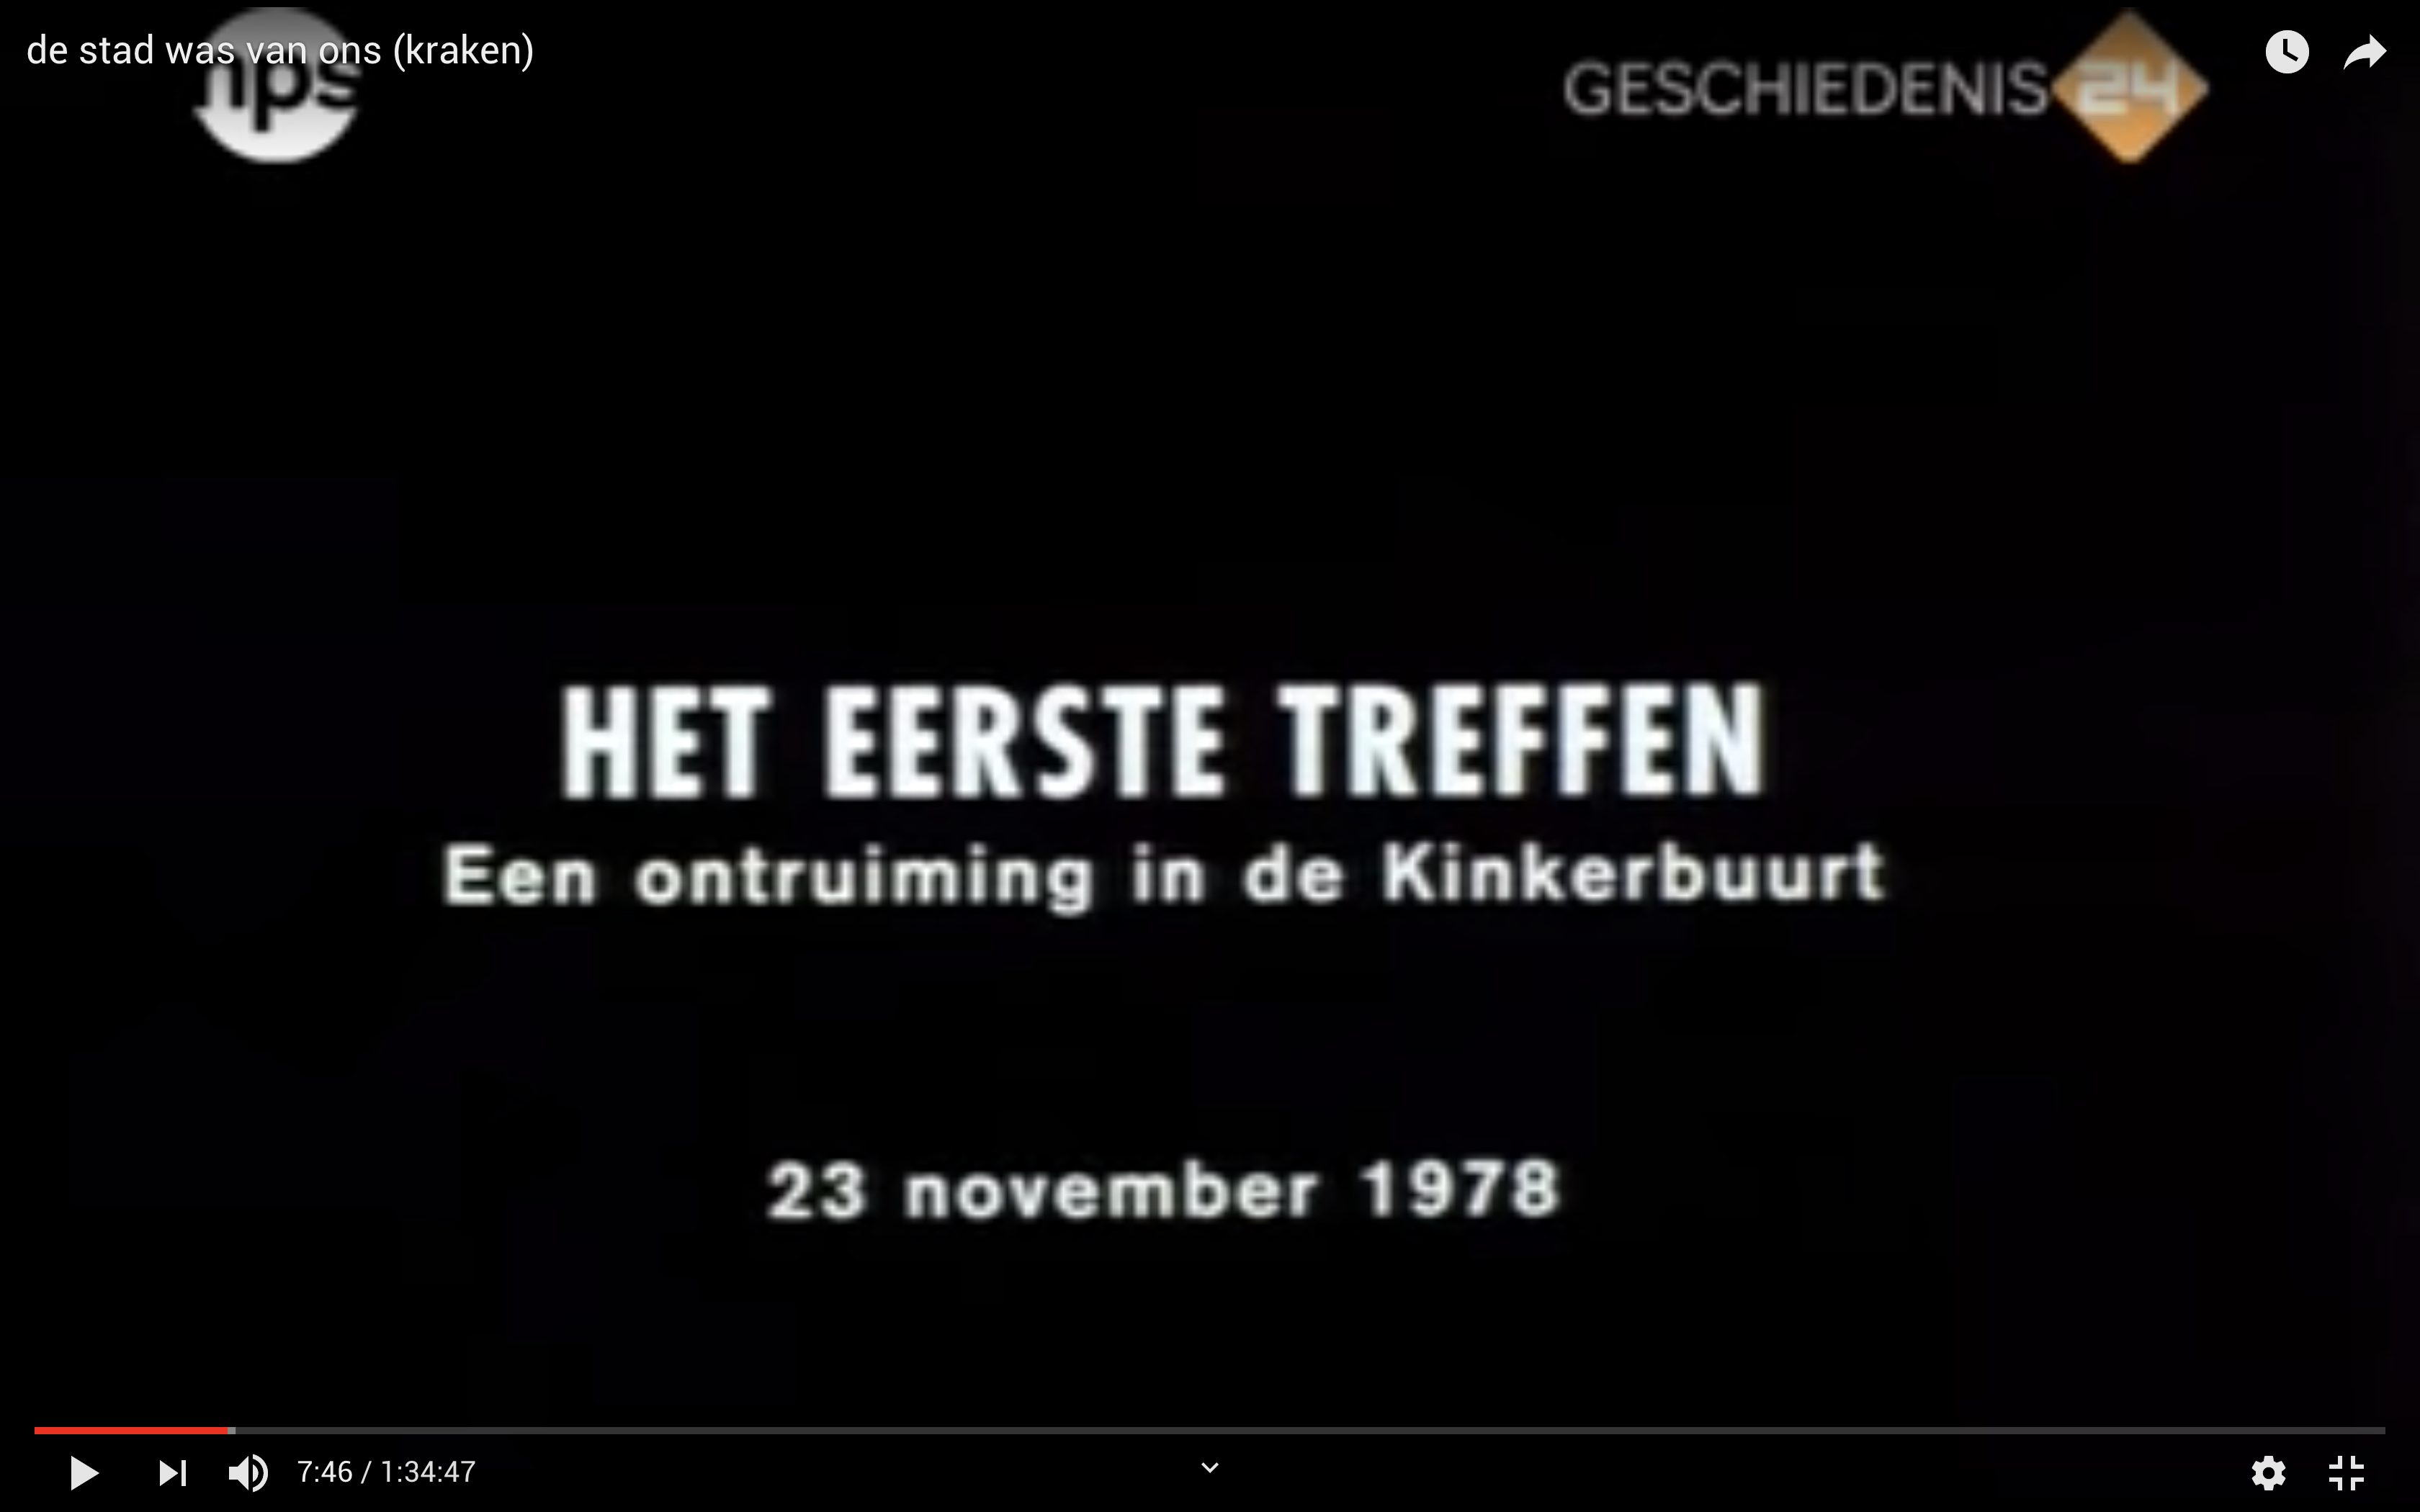 de stad was van ons (kraken)
nps
GESCHIEDENIS 24
HET EERSTE TREFFEN
Een ontruiming in de Kinkerbuurt
23 november 1978
7:46 / 1:34:47